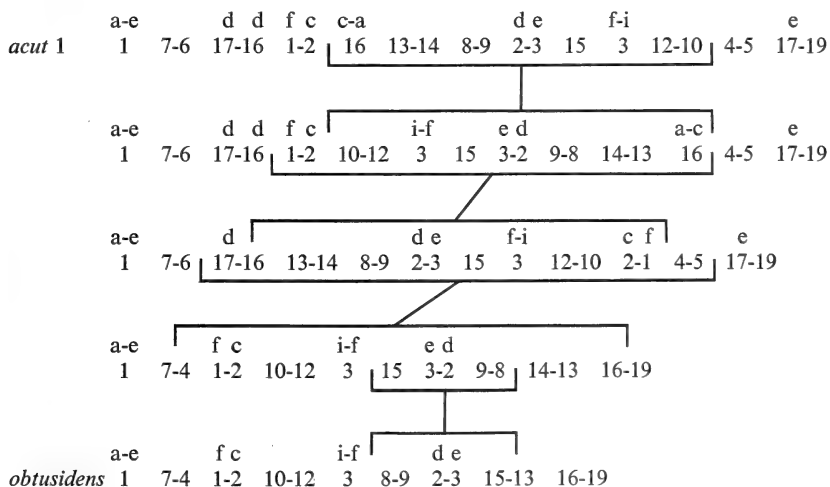 a-e d d f c c-a d e f-i e
acut 1 1 7-6 17-16 1-2 16 13-14 8-9 2-3 15 3 12-10 4-5 17-19
a-e d d f c i-f e d a-c e
1 7-6 17-16 1-2 10-12 3 15 3-2 9-8 14-13 16 4-5 17-19
a-e d d e f-i c f e
1 7-6 17-16 13-14 8-9 2-3 15 3 12-10 2-1 4-5 17-19
a-e f c i-f e d
1 7-4 1-2 10-12 3 15 3-2 9-8 14-13 16-19
a-e f c i-f d e
obtusidens 1 7-4 1-2 10-12 3 8-9 2-3 15-13 16-19